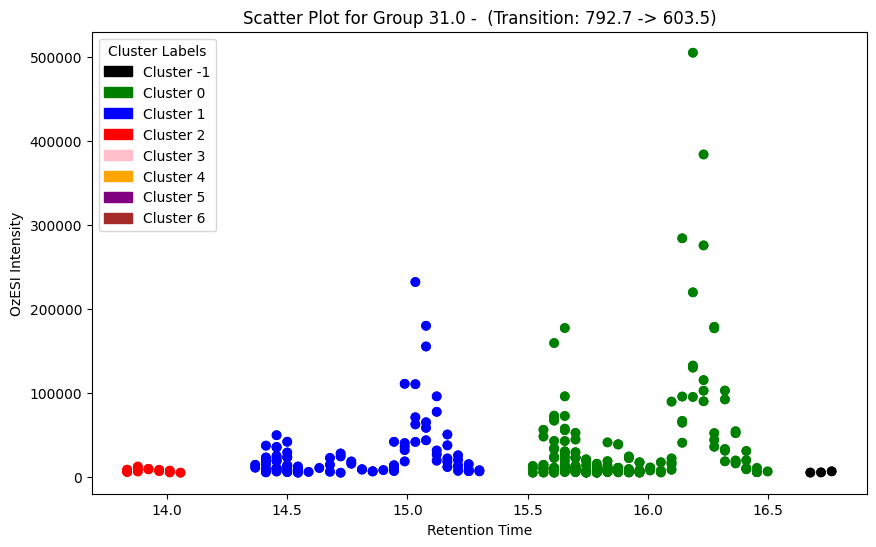 Scatter Plot for Group 31.0 -  (Transition: 792.7 -> 603.5)
Cluster Labels
Cluster -1
Cluster 0
Cluster 1
Cluster 2
Cluster 3
Cluster 4
Cluster 5
Cluster 6
OzESI Intensity
500000
400000
300000
200000
100000
0
14.0 14.5 15.0 15.5 16.0 16.5
Retention Time